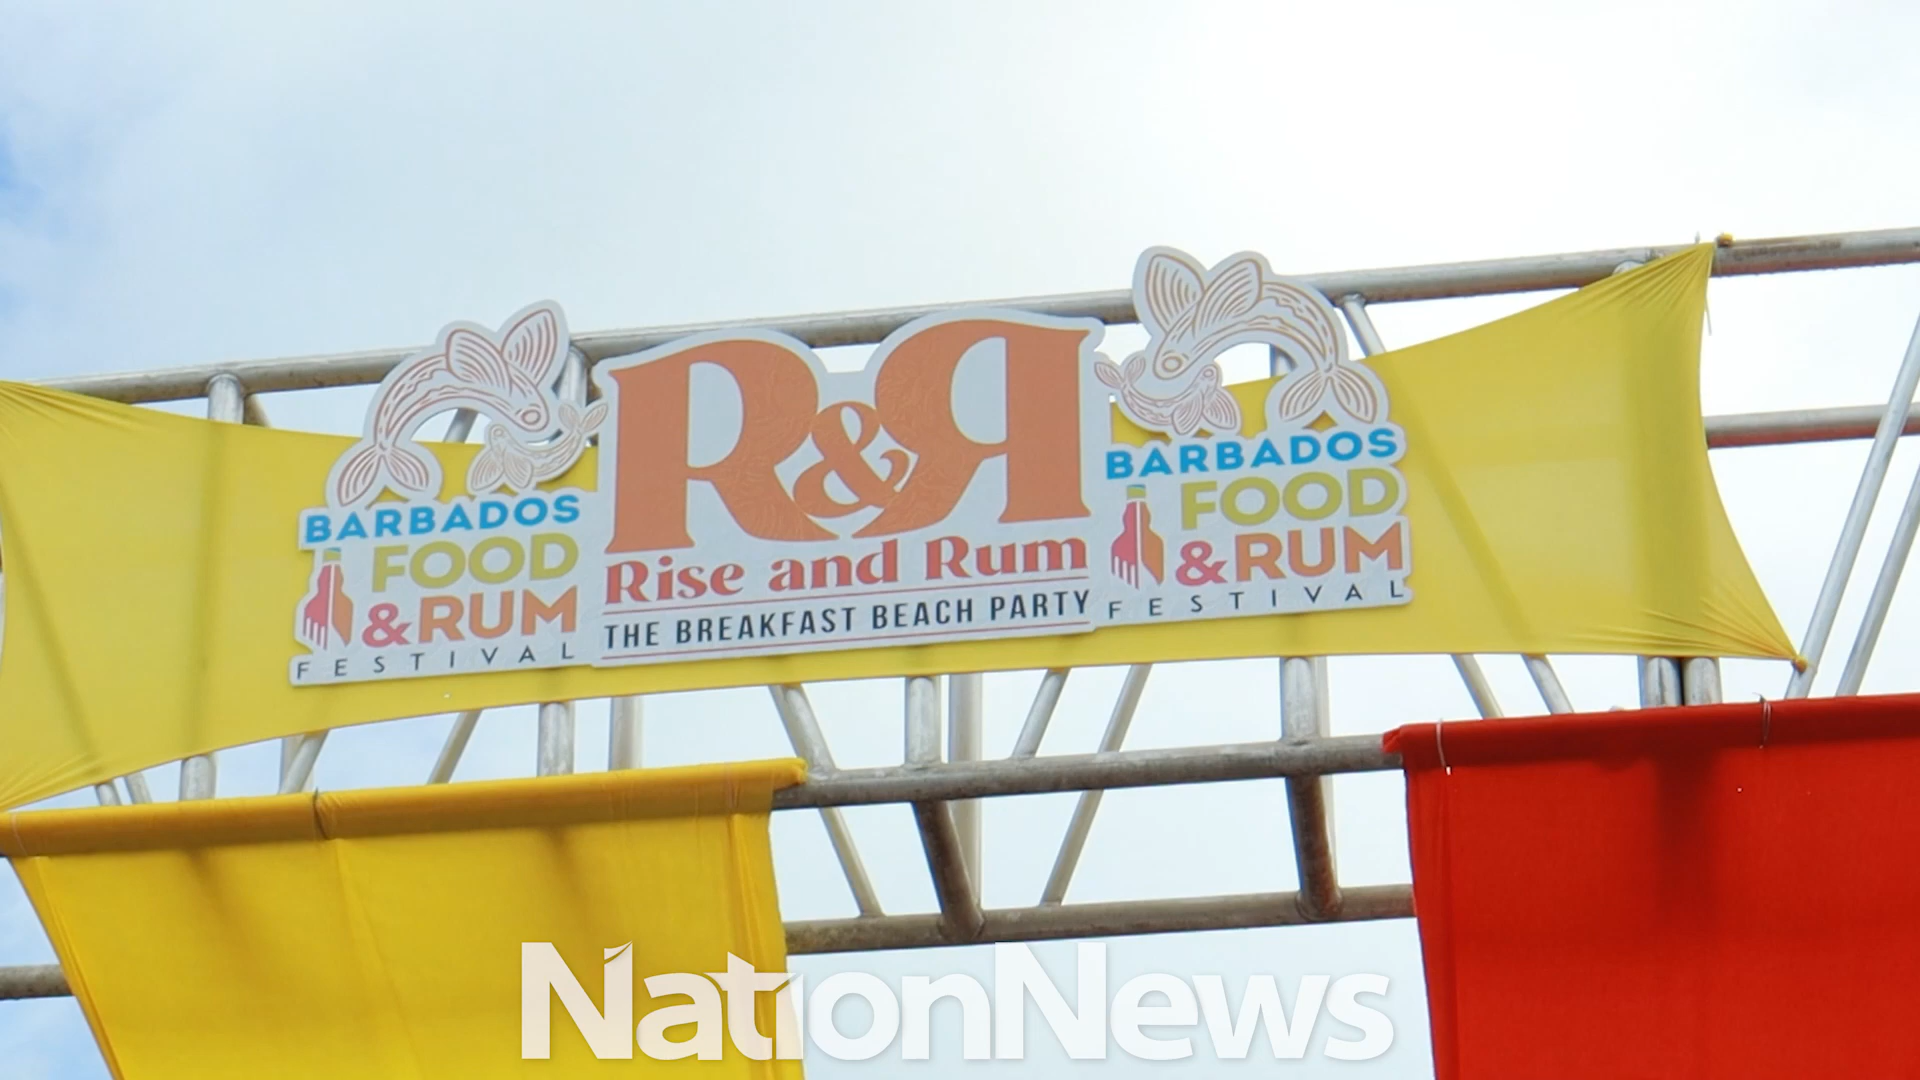 BARBADOS
FOOD
& RUM
FESTIVAL
R&R
Rise and Rum
THE BREAKFAST BEACH PARTY
BARBADOS
FOOD
& RUM
FESTIVAL
NationNews